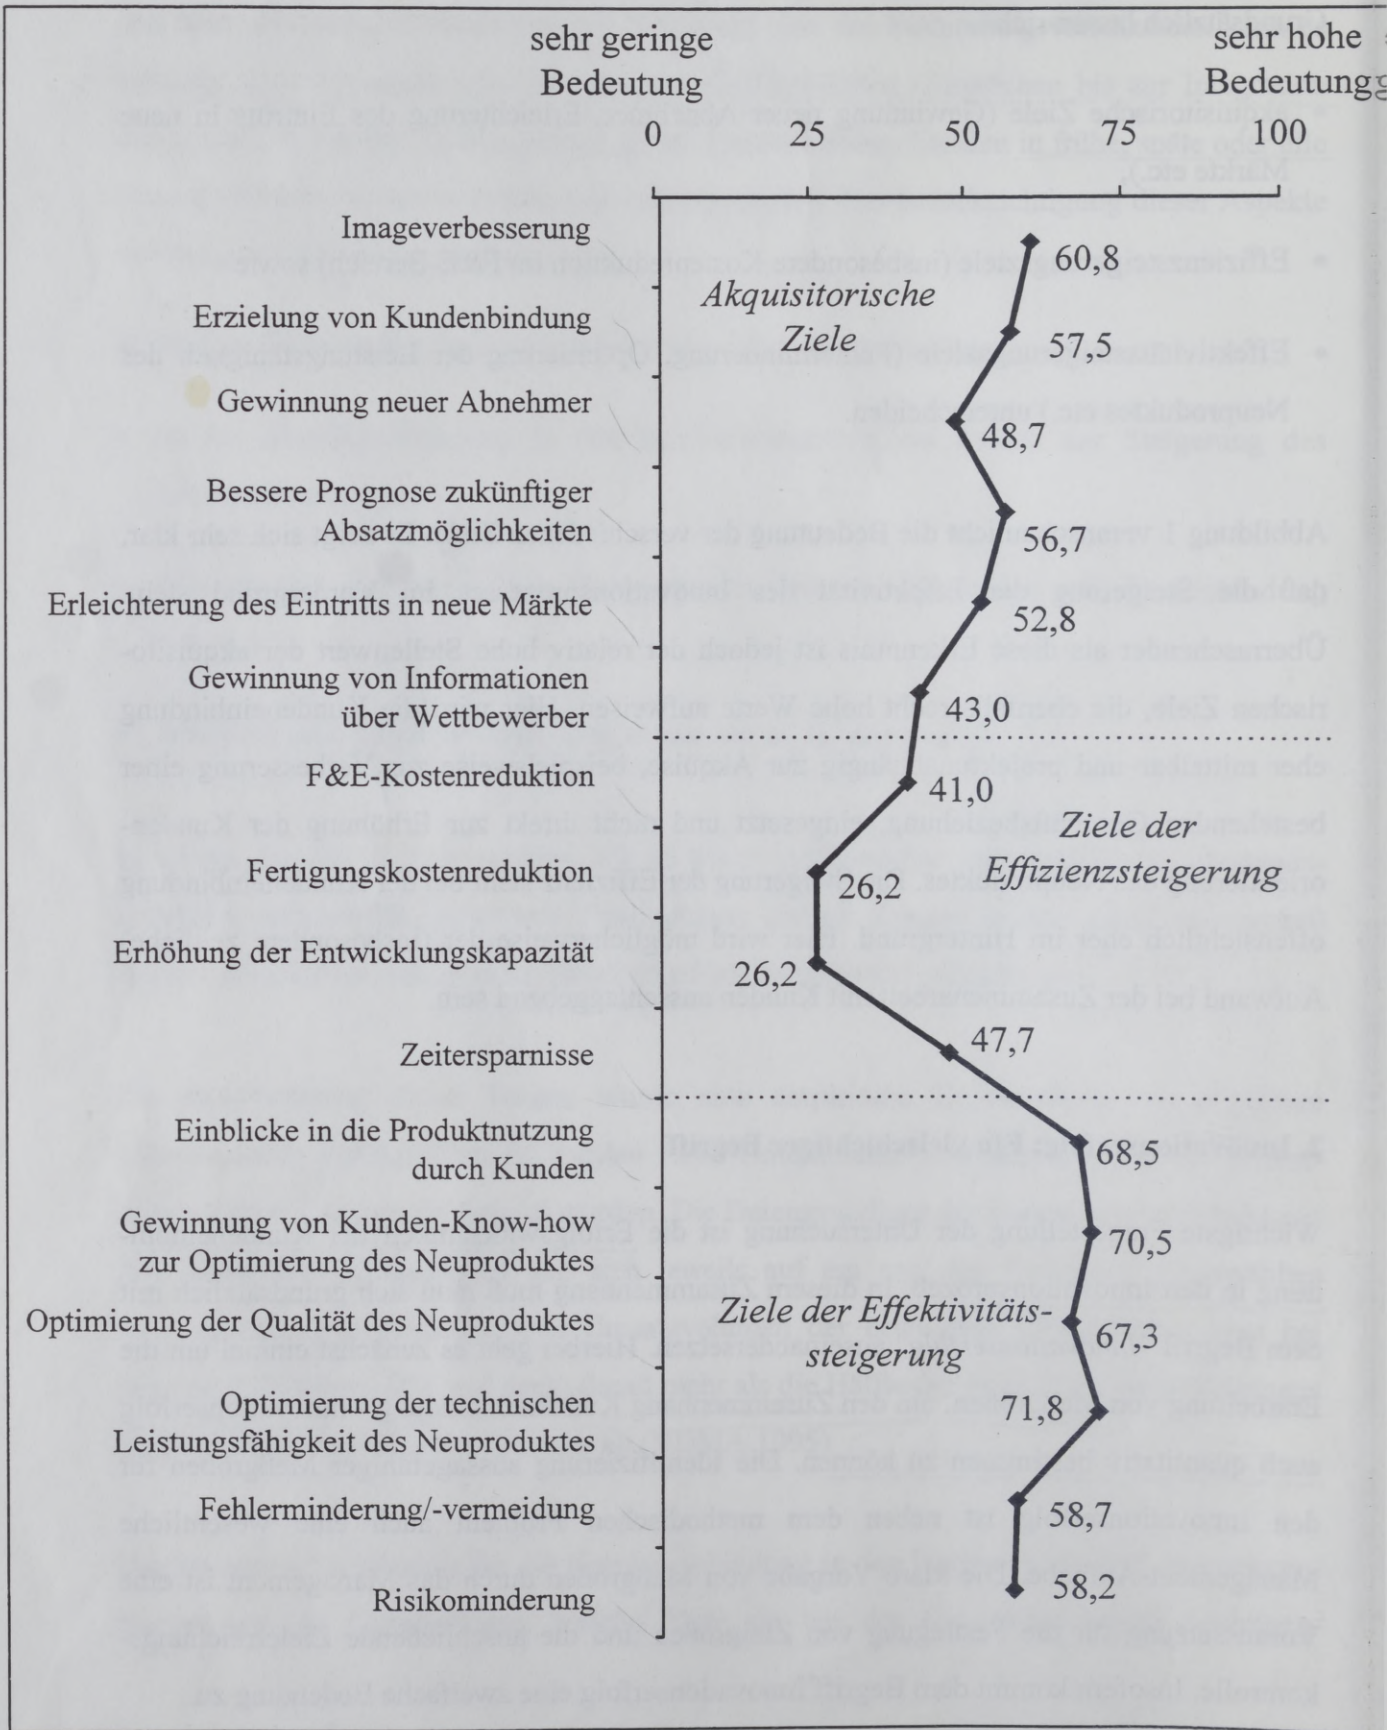 sehr geringe
Bedeutung
sehr hohe
Bedeutung
0 25 50 75 100
Imageverbesserung
60,8
Akquisitorische
Ziele
Erzielung von Kundenbindung
57,5
Gewinnung neuer Abnehmer
48,7
Bessere Prognose zukünftiger
Absatzmöglichkeiten
56,7
Erleichterung des Eintritts in neue Märkte
52,8
Gewinnung von Informationen
über Wettbewerber
43,0
F&E-Kostenreduktion
41,0
Ziele der
Effizienzsteigerung
Fertigungskostenreduktion
26,2
Erhöhung der Entwicklungskapazität
26,2
Zeitersparnisse
47,7
Einblicke in die Produktnutzung
durch Kunden
68,5
Gewinnung von Kunden-Know-how
zur Optimierung des Neuproduktes
70,5
Ziele der Effektivitäts-
steigerung
Optimierung der Qualität des Neuproduktes
67,3
Optimierung der technischen
Leistungsfähigkeit des Neuproduktes
71,8
Fehlerminderung/-vermeidung
58,7
Risikominderung
58,2